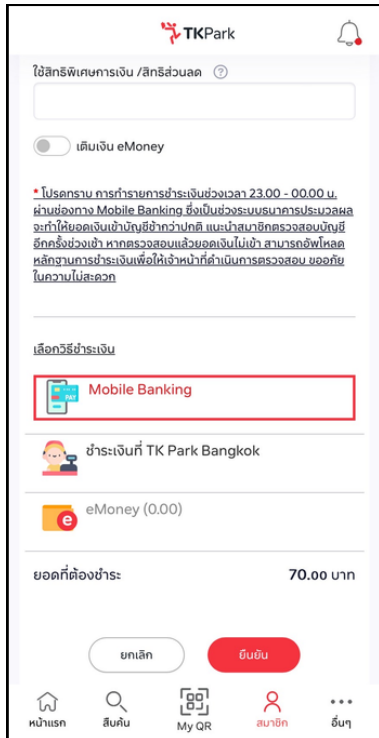 TKPark
ใช้สิทธิพิเศษการเงิน /สิทธิส่วนลด ?
เติมเงิน eMoney
* โปรดทราบ การทำรายการชำระเงินช่วงเวลา 23.00 - 00.00 น.
ผ่านช่องทาง Mobile Banking ซึ่งเป็นช่วงระบบธนาคารประมวลผล
จะทำให้ยอดเงินเข้าบัญชีช้ากว่าปกติ แนะนำสมาชิกตรวจสอบบัญชี
อีกครั้งช่วงเช้า หากตรวจสอบแล้วยอดเงินไม่เข้า สามารถอัพโหลด
หลักฐานการชำระเงินเพื่อให้เจ้าหน้าที่ดำเนินการตรวจสอบ ขออภัย
ในความไม่สะดวก
เลือกวิธีชำระเงิน
PAY
Mobile Banking
ชำระเงินที่ TK Park Bangkok
e
eMoney (0.00)
ยอดที่ต้องชำระ 70.00 บาท
ยกเลิก ยืนยัน
หน้าแรก สืบค้น My QR สมาชิก อื่นๆ